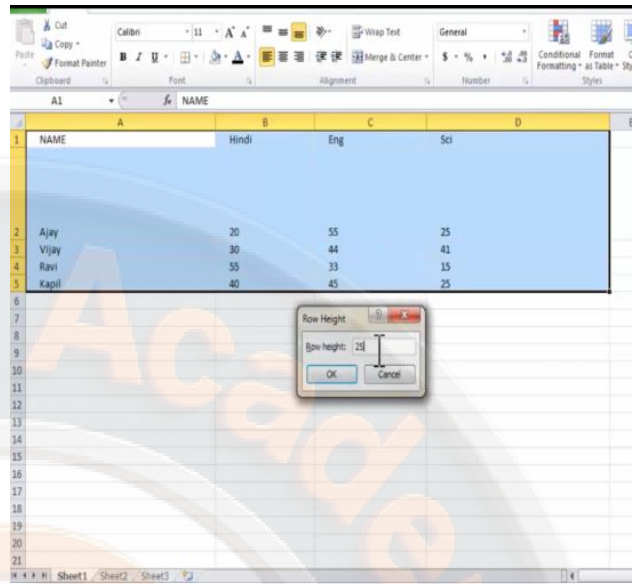 Cut
Copy
Paste
Format Painter
Clipboard
Calibri 11 A A
B I U A
Font
Wrap Text
Merge & Center
Alignment
General
$ % ,
Number
Conditional Formatting
Format as Table
Styles
A1 fx NAME
A B C D E
1 NAME Hindi Eng Sci
2 Ajay 20 55 25
3 Vijay 30 44 41
4 Ravi 55 33 15
5 Kapil 40 45 25
6
7
8
9
10
11
12
13
14
15
16
17
18
19
20
21
Row Height
Row height: 25
OK Cancel
Sheet1 Sheet2 Sheet3
Acade